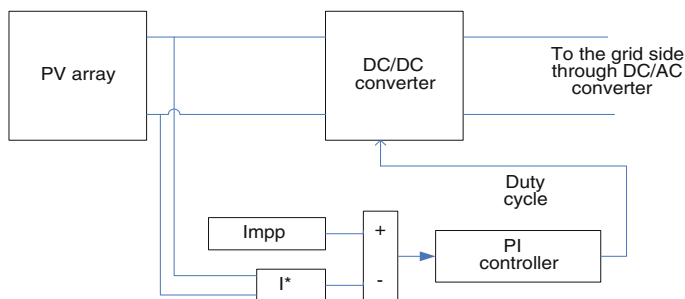 PV array
DC/DC
converter
To the grid side
through DC/AC
converter
Duty
cycle
Impp
+
PI
controller
I*
-